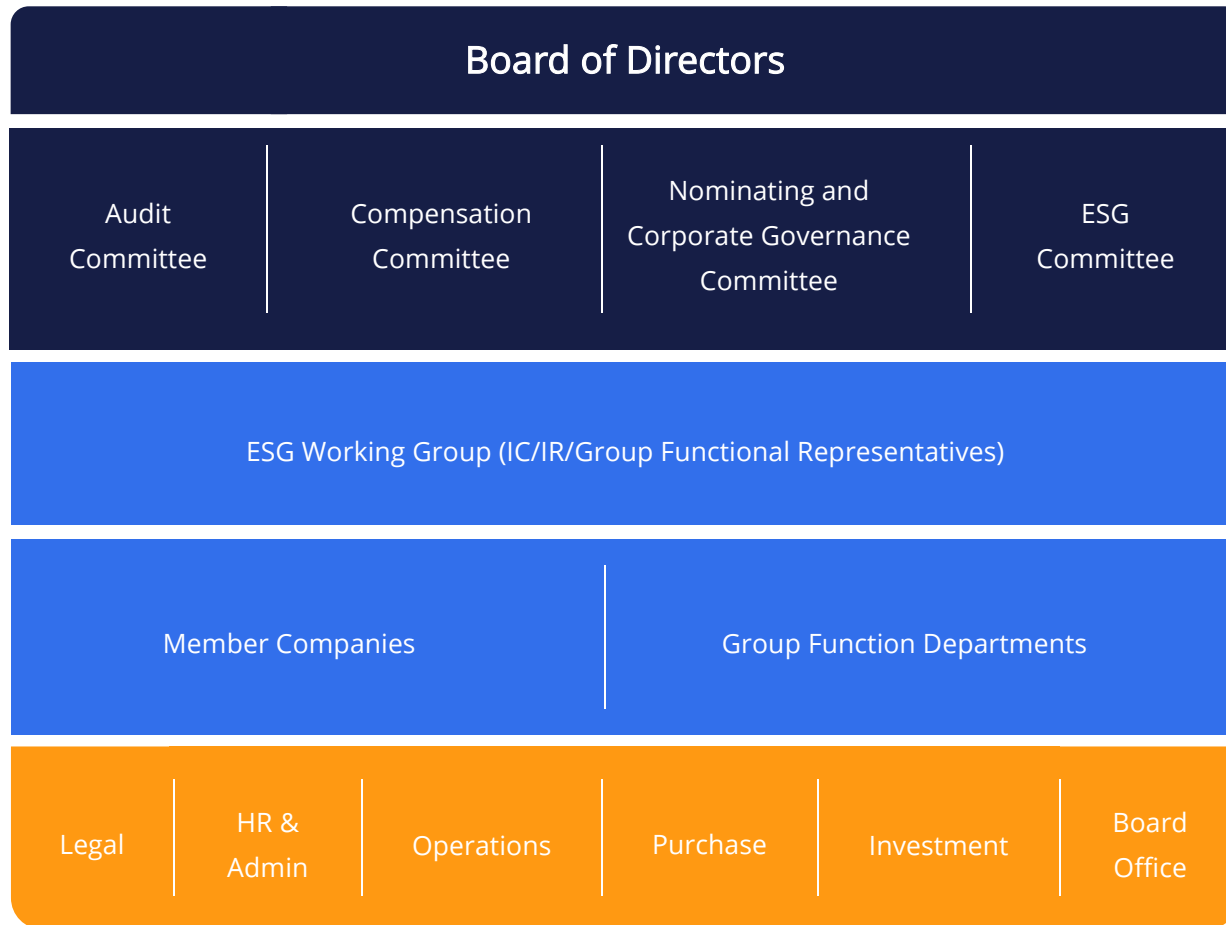 Board of Directors
Audit
Committee
Compensation
Committee
Nominating and
Corporate Governance
Committee
ESG
Committee
ESG Working Group (IC/IR/Group Functional Representatives)
Member Companies
Group Function Departments
Legal
HR &
Admin
Operations
Purchase
Investment
Board
Office